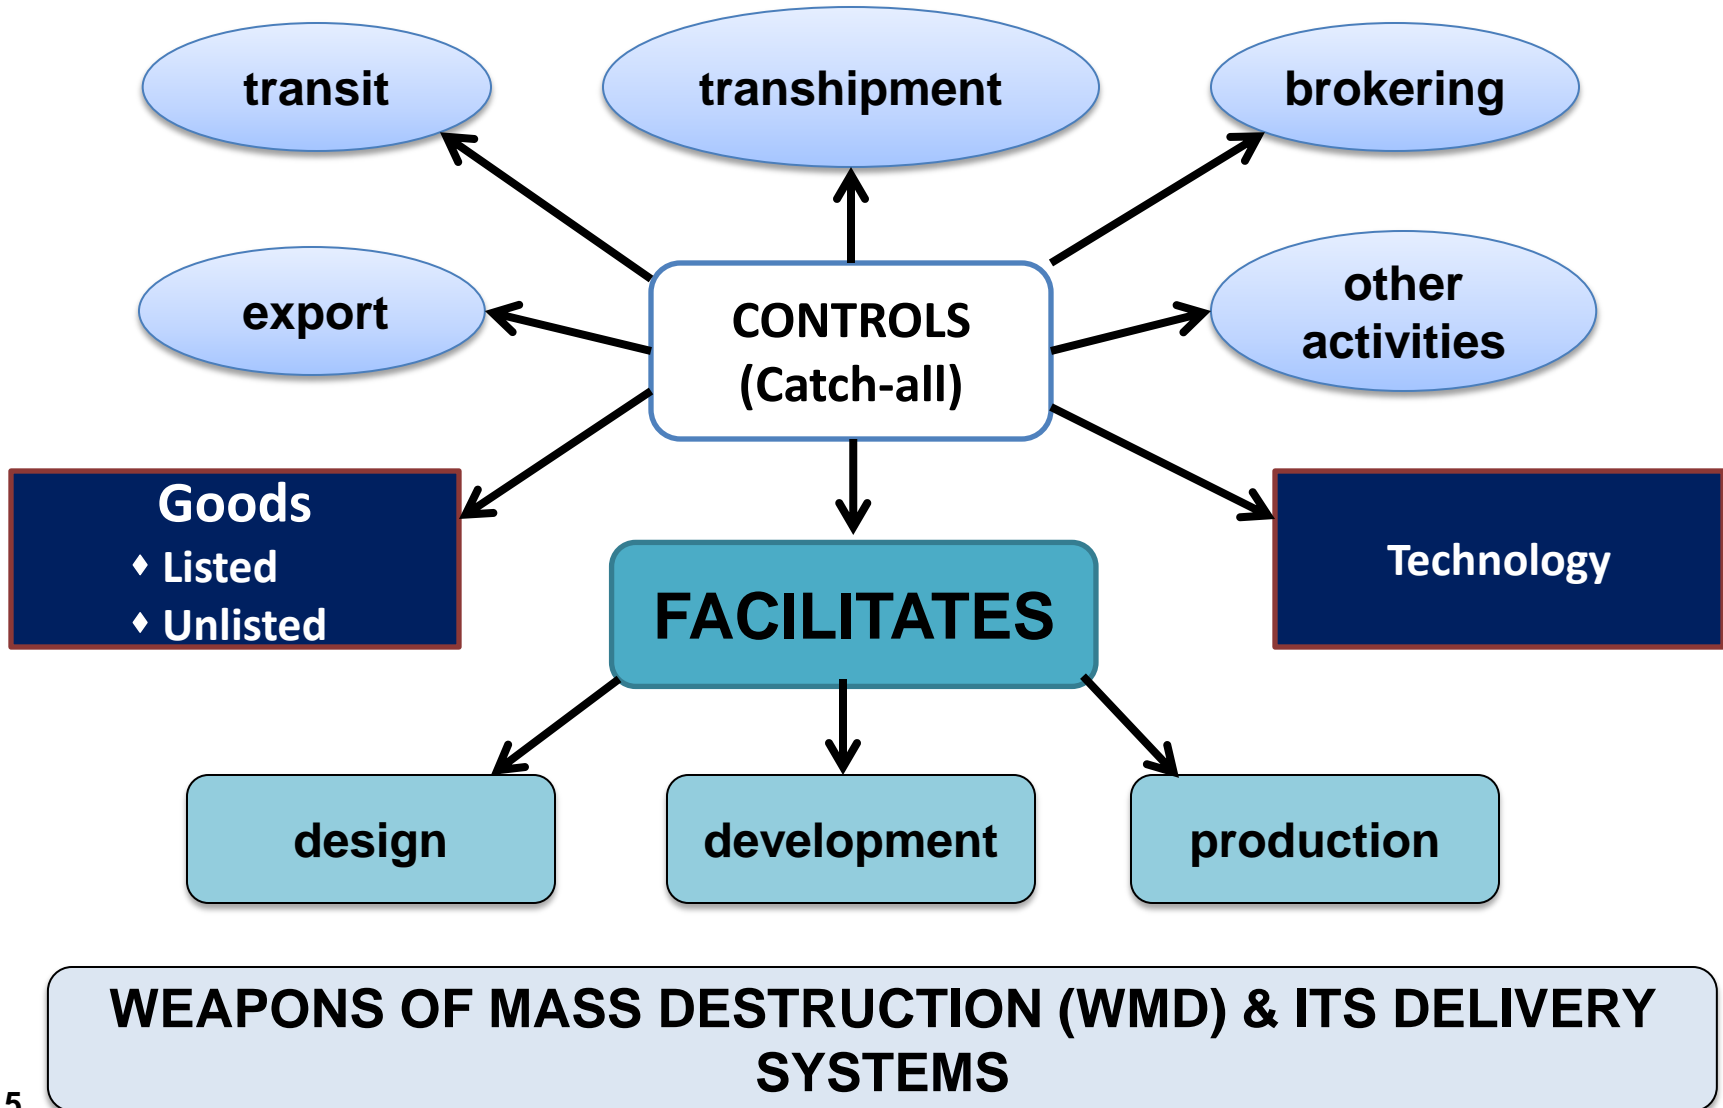 transit
transhipment
brokering
export
CONTROLS
(Catch-all)
other
activities
Goods
♦ Listed
♦ Unlisted
FACILITATES
Technology
design
development
production
WEAPONS OF MASS DESTRUCTION (WMD) & ITS DELIVERY
SYSTEMS
5